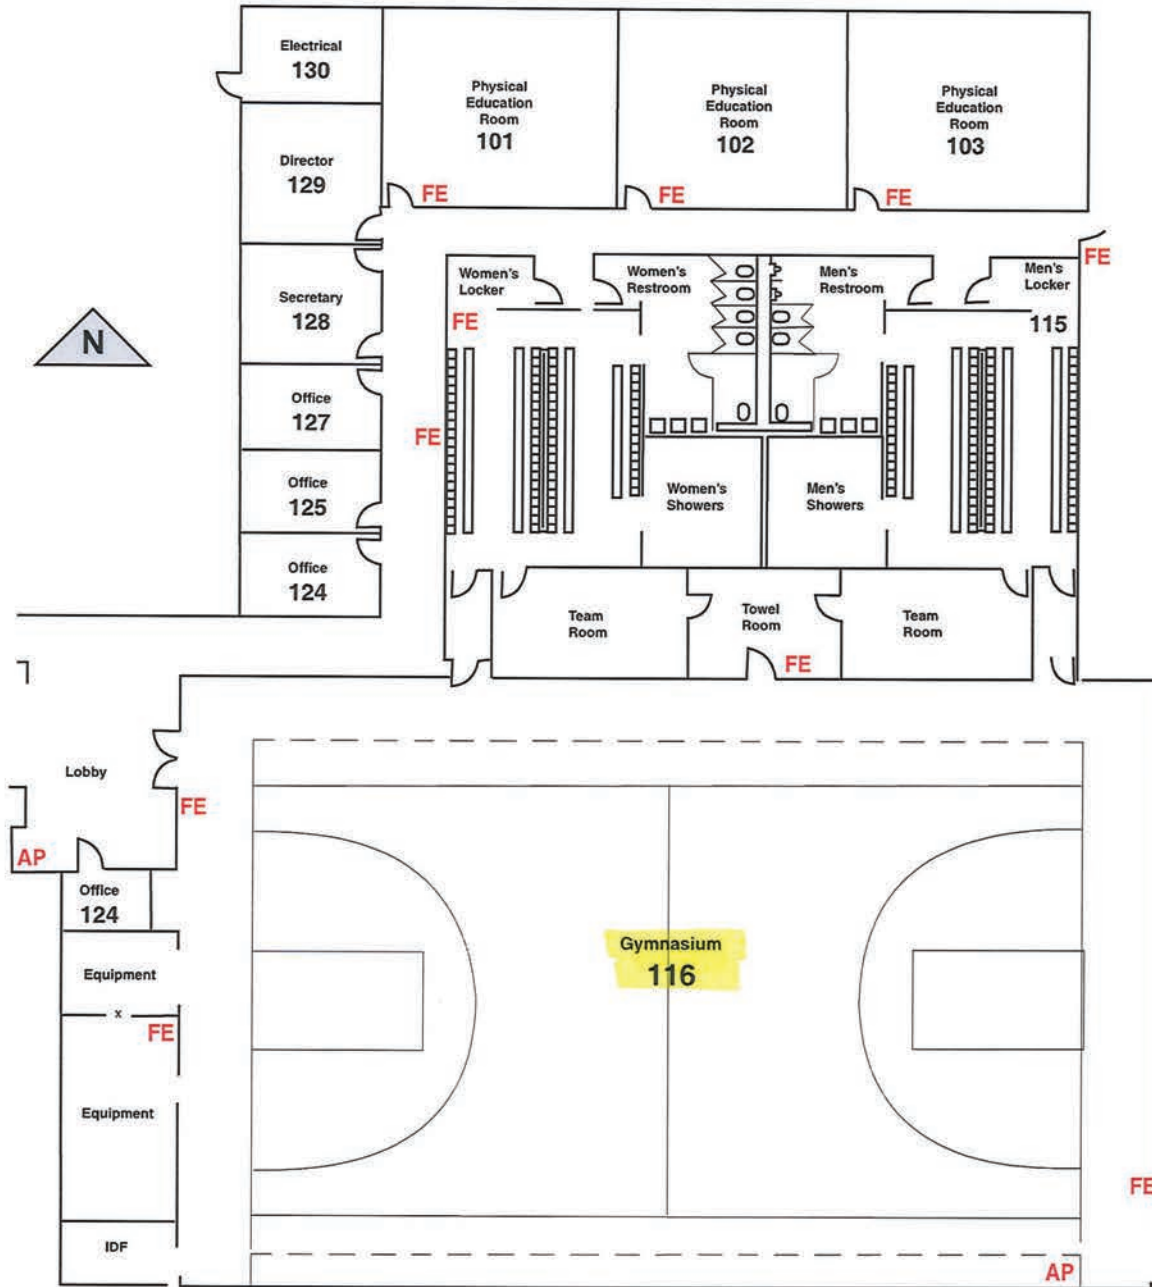 Electrical
130
Physical
Education
Room
101
Physical
Education
Room
102
Physical
Education
Room
103
Director
129
FE
FE
FE
FE
Women's
Locker
Women's
Restroom
Men's
Restroom
Men's
Locker
115
Secretary
128
FE
N
Office
127
FE
Office
125
Women's
Showers
Men's
Showers
Office
124
Team
Room
Towel
Room
Team
Room
FE
Lobby
FE
AP
Office
124
Gymnasium
116
Equipment
x
FE
Equipment
FE
IDF
AP